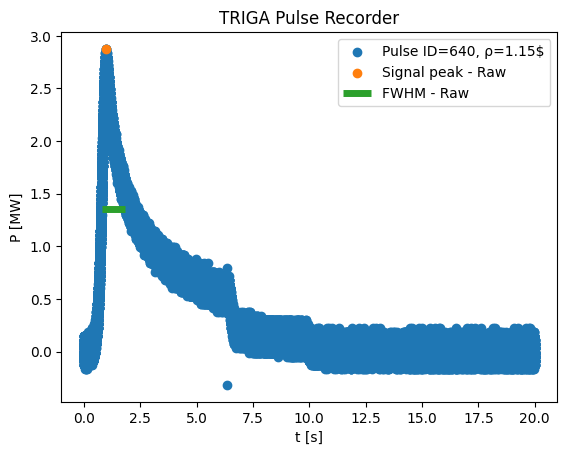 TRIGA Pulse Recorder
Pulse ID=640, ρ=1.15$
Signal peak - Raw
FWHM - Raw
P [MW]
3.0
2.5
2.0
1.5
1.0
0.5
0.0
0.0 2.5 5.0 7.5 10.0 12.5 15.0 17.5 20.0
t [s]